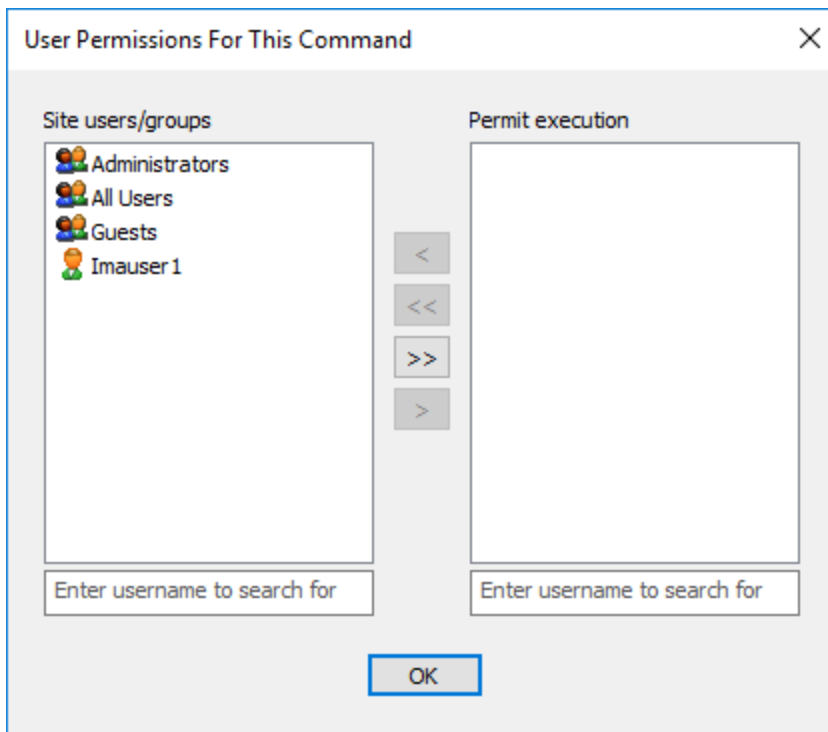 User Permissions For This Command
Site users/groups
Permit execution
Administrators
All Users
Guests
Imauser1
<
<<
>>
>
Enter username to search for
Enter username to search for
OK